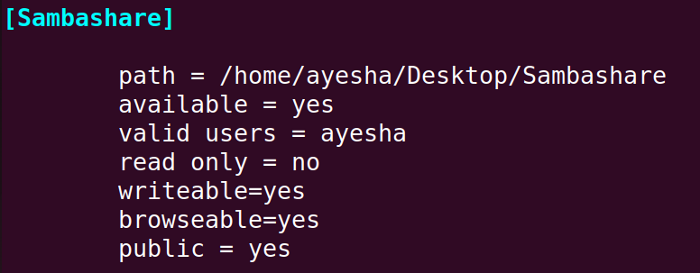 [Sambashare]
path = /home/ayesha/Desktop/Sambashare
available = yes
valid users = ayesha
read only = no
writeable=yes
browseable=yes
public = yes